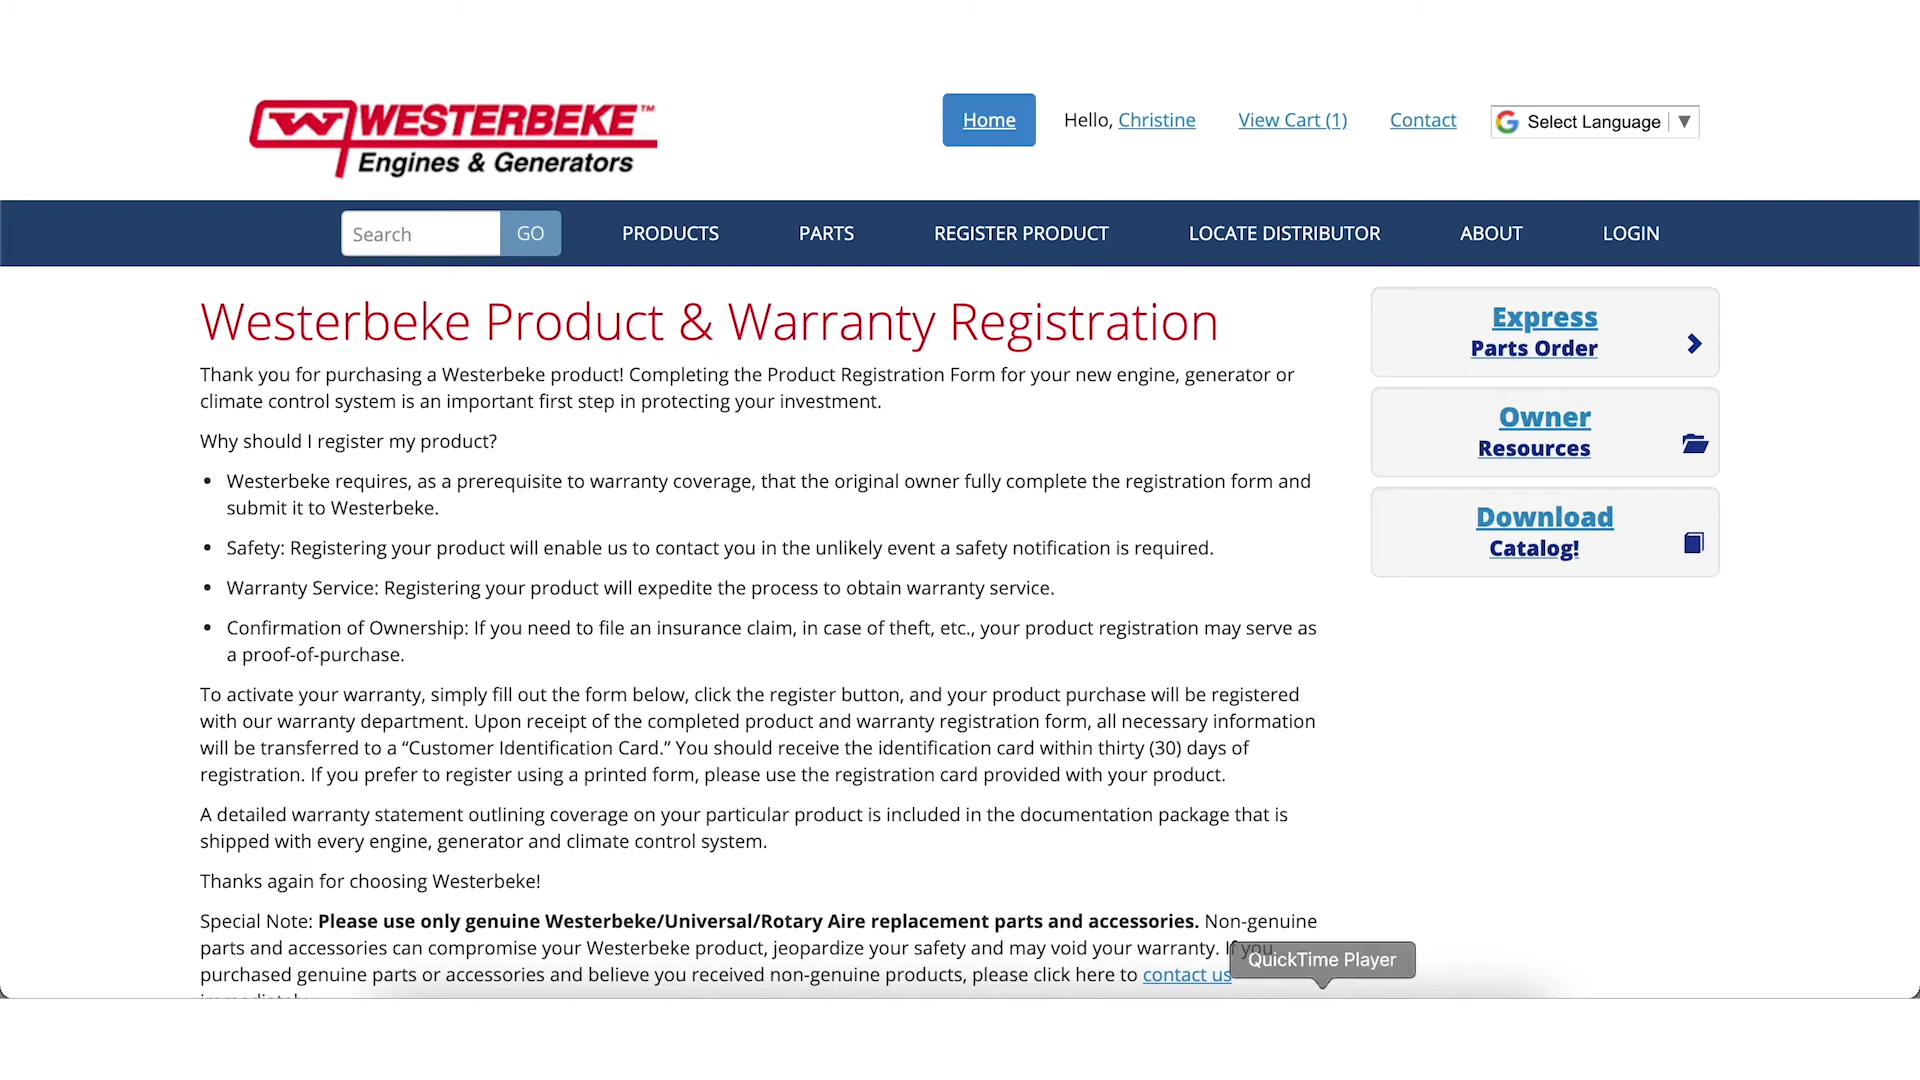 WESTERBEKE™
Engines & Generators
Home
Hello, Christine
View Cart (1)
Contact
Select Language ▼
Search
GO
PRODUCTS
PARTS
REGISTER PRODUCT
LOCATE DISTRIBUTOR
ABOUT
LOGIN
Westerbeke Product & Warranty Registration
Thank you for purchasing a Westerbeke product! Completing the Product Registration Form for your new engine, generator or
climate control system is an important first step in protecting your investment.
Why should I register my product?
• Westerbeke requires, as a prerequisite to warranty coverage, that the original owner fully complete the registration form and
submit it to Westerbeke.
• Safety: Registering your product will enable us to contact you in the unlikely event a safety notification is required.
• Warranty Service: Registering your product will expedite the process to obtain warranty service.
• Confirmation of Ownership: If you need to file an insurance claim, in case of theft, etc., your product registration may serve as
a proof-of-purchase.
To activate your warranty, simply fill out the form below, click the register button, and your product purchase will be registered
with our warranty department. Upon receipt of the completed product and warranty registration form, all necessary information
will be transferred to a “Customer Identification Card.” You should receive the identification card within thirty (30) days of
registration. If you prefer to register using a printed form, please use the registration card provided with your product.
A detailed warranty statement outlining coverage on your particular product is included in the documentation package that is
shipped with every engine, generator and climate control system.
Thanks again for choosing Westerbeke!
Special Note: Please use only genuine Westerbeke/Universal/Rotary Aire replacement parts and accessories. Non-genuine
parts and accessories can compromise your Westerbeke product, jeopardize your safety and may void your warranty. If you
purchased genuine parts or accessories and believe you received non-genuine products, please click here to contact us
Express
Parts Order
Owner
Resources
Download
Catalog!
QuickTime Player